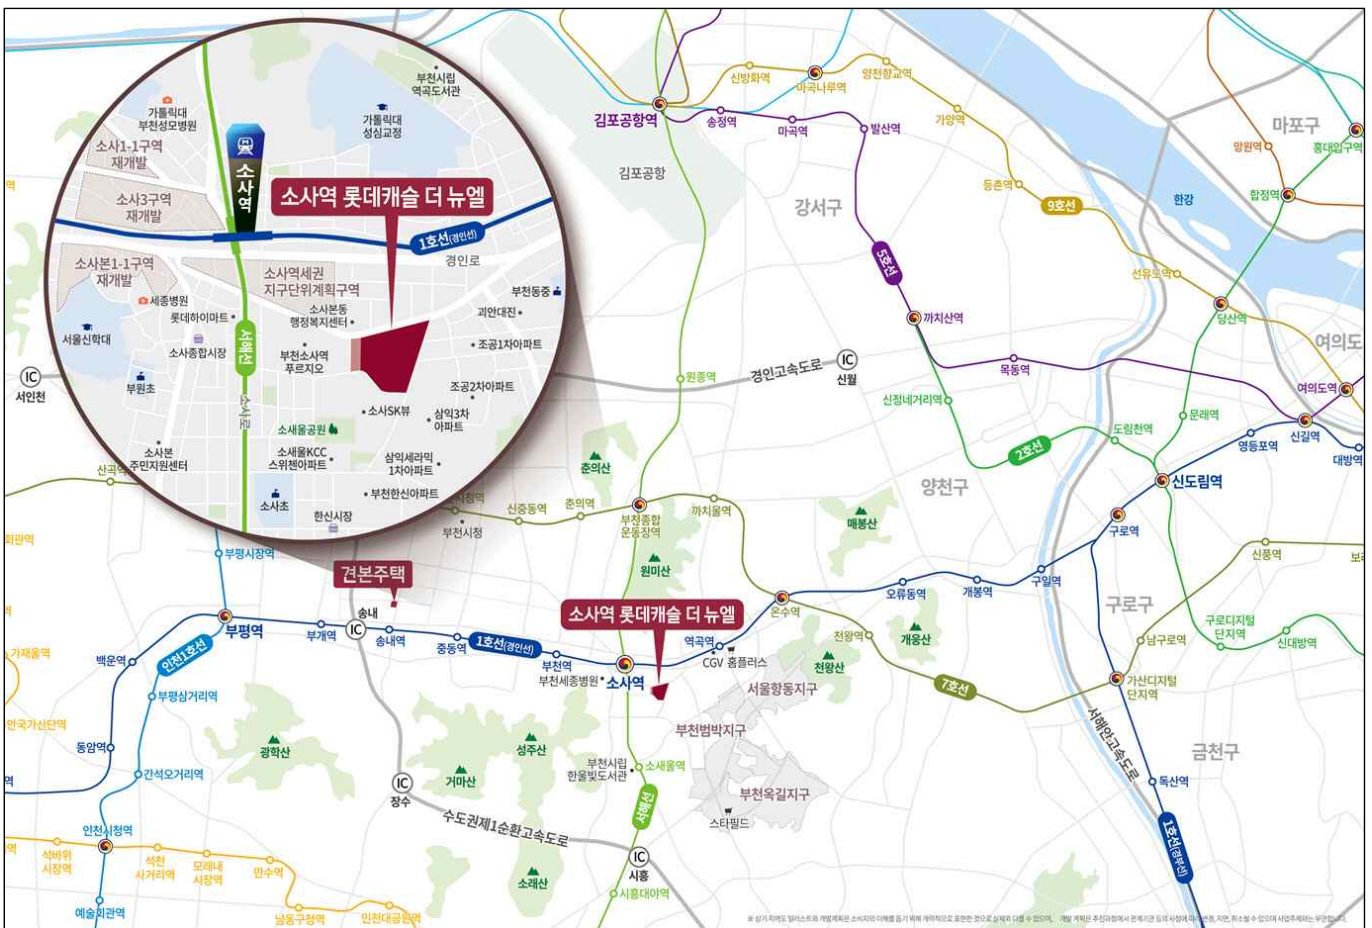 부천시립
역곡도서관
가톨릭대
부천성모병원
가톨릭대
성심교정
소사1-1구역
재개발
소사역
소사3구역
재개발
소사역 롯데캐슬 더 뉴엘
1호선(경인선)
경인로
소사본1-1구역
재개발
소사역세권
지구단위계획구역
세종병원
롯데하이마트
소사본동
행정복지센터
부천동중
괴안대진
서울신학대
소사종합시장
서해선
부천소사역
푸르지오
조공1차아파트
부원초
소사로
조공2차아파트
소사SK뷰
삼익3차
아파트
소새울공원
소사본
주민지원센터
소새울KCC
스위첸아파트
삼익세라믹
1차아파트
소사초
부천한신아파트
한신시장
김포공항역
송정역
마곡역
발산역
신방화역
마곡나루역
양천향교역
가양역
등촌역
9호선
김포공항
강서구
한강
마포구
망원역
홍대입구역
합정역
5호선
선유도역
당산역
여의도
여의도역
까치산역
원종역
경인고속도로
IC
신월
목동역
신정네거리역
문래역
도림천역
2호선
영등포역
신길역
대방역
신도림역
IC
서인천
산곡역
춘의산
양천구
구로역
신중동역
춘의역
부천시청
부천종합
운동장역
까치울역
매봉산
신풍역
부평시장역
견본주택
원미산
구일역
개봉역
오류동역
온수역
구로구
소사역 롯데캐슬 더 뉴엘
부평역
부개역
송내
IC
송내역
중동역
1호선(경인선)
부천역
소사역
부천세종병원
역곡역
CGV 홈플러스
천왕역
개웅산
천왕산
구로디지털
단지역
신대방역
남구로역
가산디지털
단지역
7호선
백운역
인천1호선
부평삼거리역
서울항동지구
부천범박지구
서해안고속도로
금천구
동암역
간석오거리역
광학산
성주산
거마산
IC
장수
부천시립
한울빛도서관
소새울역
부천옥길지구
스타필드
독산역
서해선
수도권제1순환고속도로
IC
시흥
1호선(경부선)
인천시청역
석바위
시장역
석천
사거리역
모래내
시장역
만수역
소래산
시흥대야역
예술회관역
남동구청역
인천대공원역